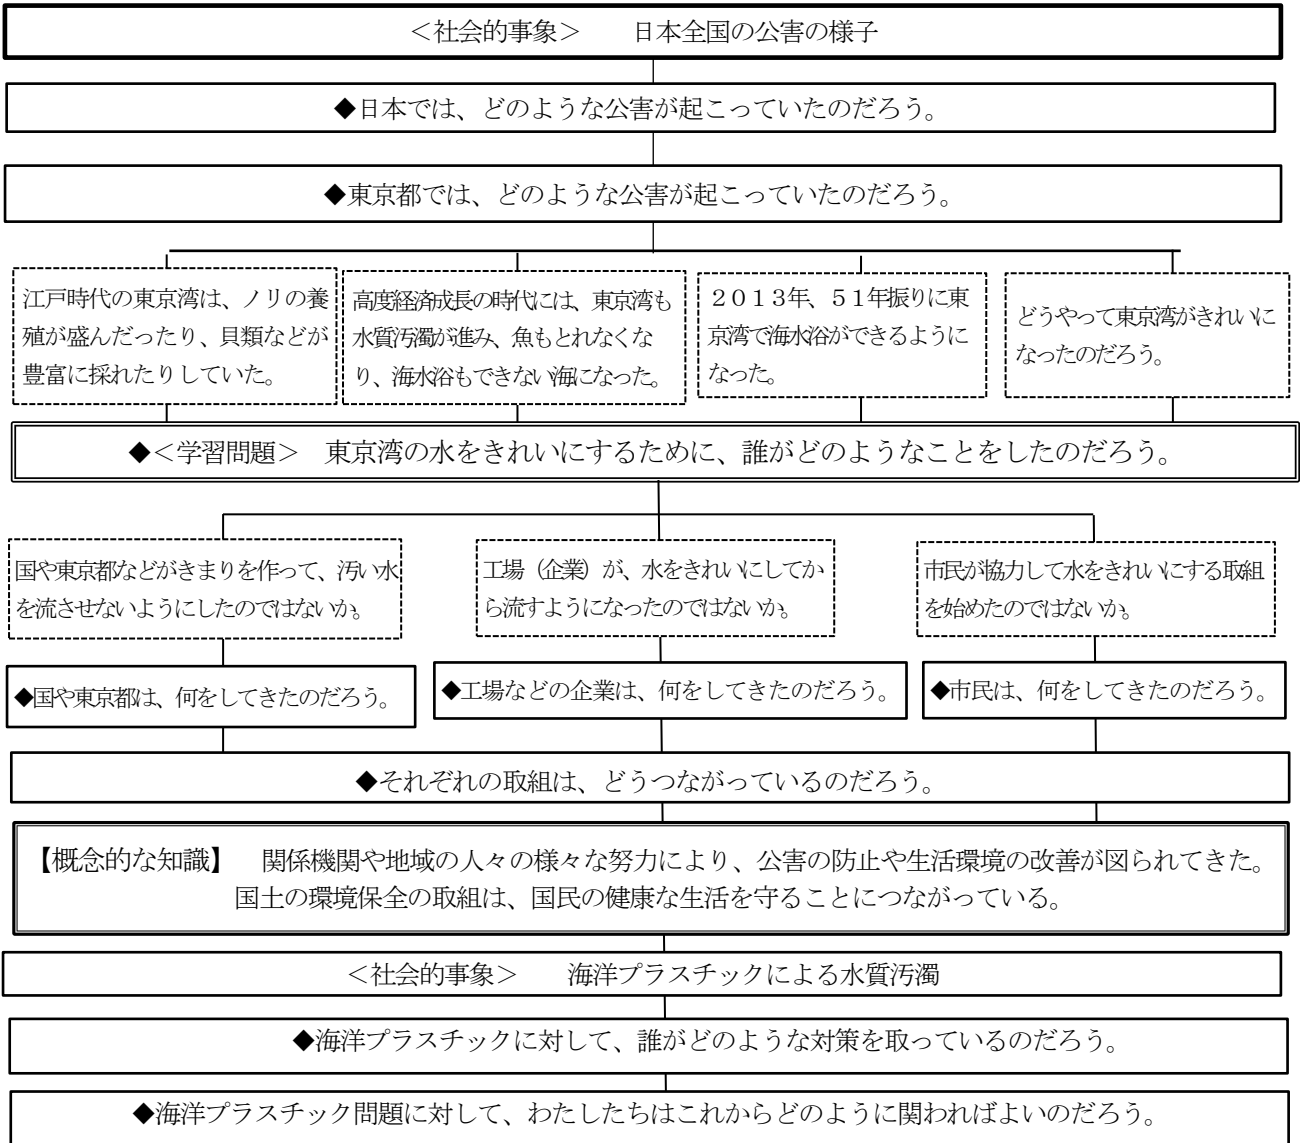 ＜社会的事象＞　　日本全国の公害の様子
◆日本では、どのような公害が起こっていたのだろう。
◆東京都では、どのような公害が起こっていたのだろう。
江戸時代の東京湾は、ノリの養
殖が盛んだったり、貝類などが
豊富に採れたりしていた。
高度経済成長の時代には、東京湾も
水質汚濁が進み、魚もとれなくな
り、海水浴もできない海になった。
２０１３年、５１年振りに東
京湾で海水浴ができるように
なった。
どうやって東京湾がきれいに
なったのだろう。
◆＜学習問題＞　東京湾の水をきれいにするために、誰がどのようなことをしたのだろう。
国や東京都などがきまりを作って、汚い水
を流させないようにしたのではないか。
工場（企業）が、水をきれいにしてか
ら流すようになったのではないか。
市民が協力して水をきれいにする取組
を始めたのではないか。
◆国や東京都は、何をしてきたのだろう。
◆工場などの企業は、何をしてきたのだろう。
◆市民は、何をしてきたのだろう。
◆それぞれの取組は、どうつながっているのだろう。
【概念的な知識】　関係機関や地域の人々の様々な努力により、公害の防止や生活環境の改善が図られてきた。
国土の環境保全の取組は、国民の健康な生活を守ることにつながっている。
＜社会的事象＞　　海洋プラスチックによる水質汚濁
◆海洋プラスチックに対して、誰がどのような対策を取っているのだろう。
◆海洋プラスチック問題に対して、わたしたちはこれからどのように関わればよいのだろう。